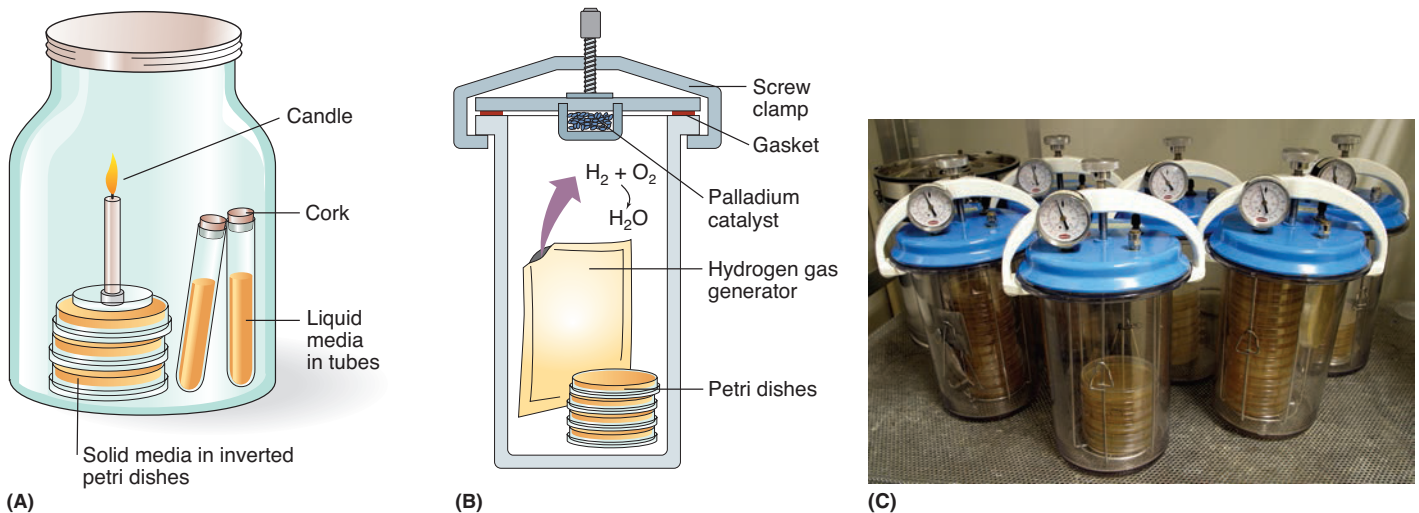 Candle
Cork
Liquid
media
in tubes
Solid media in inverted
petri dishes
(A)
Screw
clamp
Gasket
Palladium
catalyst
H₂ + O₂
H₂O
Hydrogen gas
generator
Petri dishes
(B)
(C)